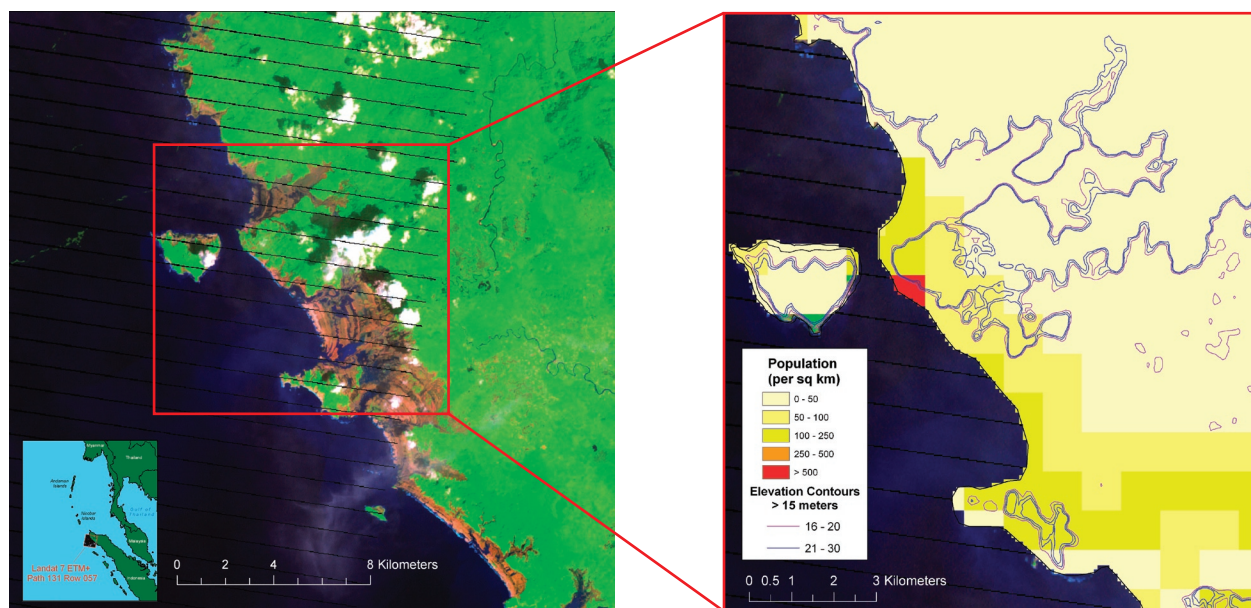 Myanmar
Thailand
Andaman
Islands
Nicobar
Islands
Gulf of
Thailand
Malaysia
Indonesia
Landat 7 ETM+
Path 131 Row 057
0 2 4 8 Kilometers
Population
(per sq km)
0 - 50
50 - 100
100 - 250
250 - 500
> 500
Elevation Contours
> 15 meters
16 - 20
21 - 30
0 0.5 1 2 3 Kilometers